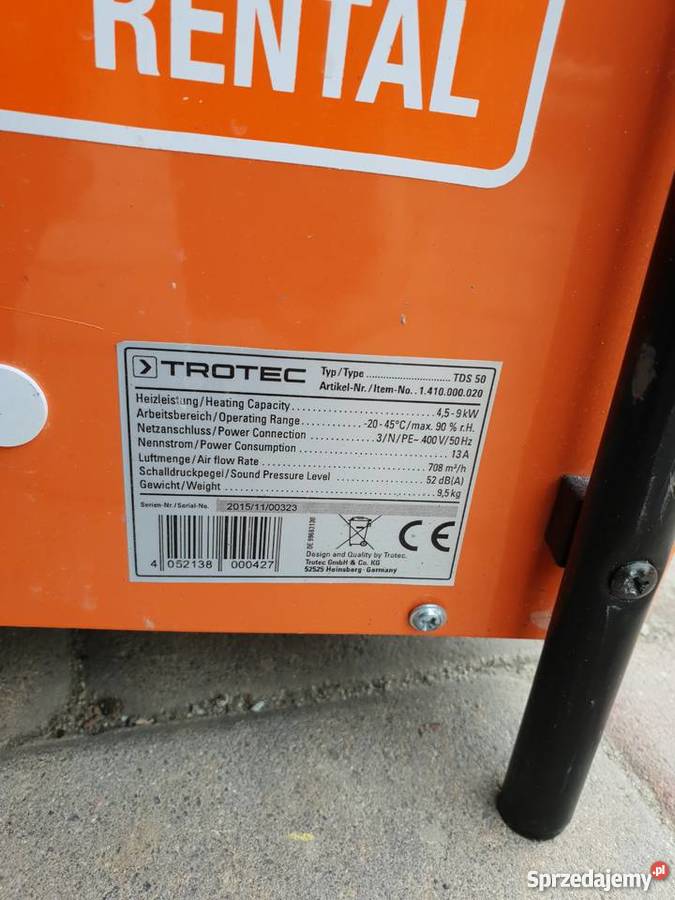 RENTAL
TROTEC
Typ/Type ........................ TDS 50
Artikel-Nr./Item-No. . 1.410.000.020
Heizleistung/Heating Capacity ........................ 4,5 - 9 kW
Arbeitsbereich/Operating Range ............ -20 - 45°C/max. 90 % r.H.
Netzanschluss/Power Connection ............ 3/N/PE~ 400 V/50 Hz
Nennstrom/Power Consumption ........................ 13 A
Luftmenge/Air flow Rate ........................ 708 m³/h
Schalldruckpegel/Sound Pressure Level ............ 52 dB(A)
Gewicht/Weight ........................ 9,5 kg
Serien-Nr/Serial-No. 2015/11/00323
4 052138 000427
DE 99682130
CE
Design and Quality by Trotec.
Trotec GmbH & Co. KG
52525 Heinsberg · Germany
Sprzedajemy.pl